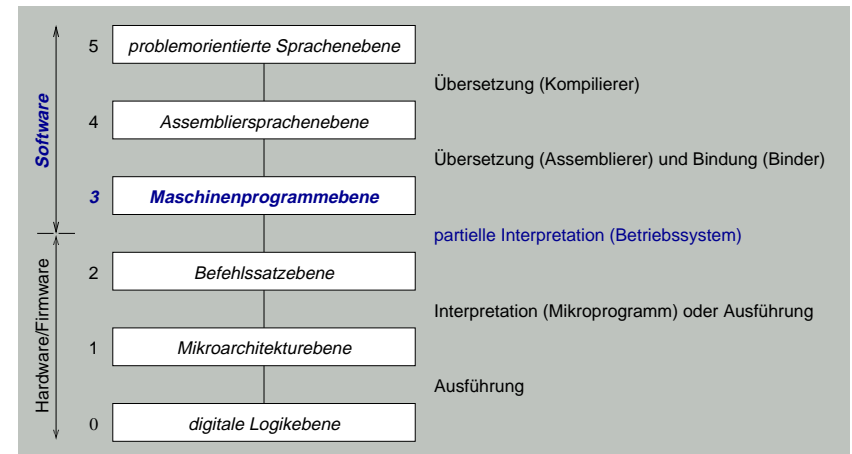 5 problemorientierte Sprachenebene
Übersetzung (Kompilierer)
4 Assembliersprachenebene
Software
Übersetzung (Assemblierer) und Bindung (Binder)
3 Maschinenprogrammebene
partielle Interpretation (Betriebssystem)
2 Befehlssatzebene
Hardware/Firmware
Interpretation (Mikroprogramm) oder Ausführung
1 Mikroarchitekturebene
Ausführung
0 digitale Logikebene